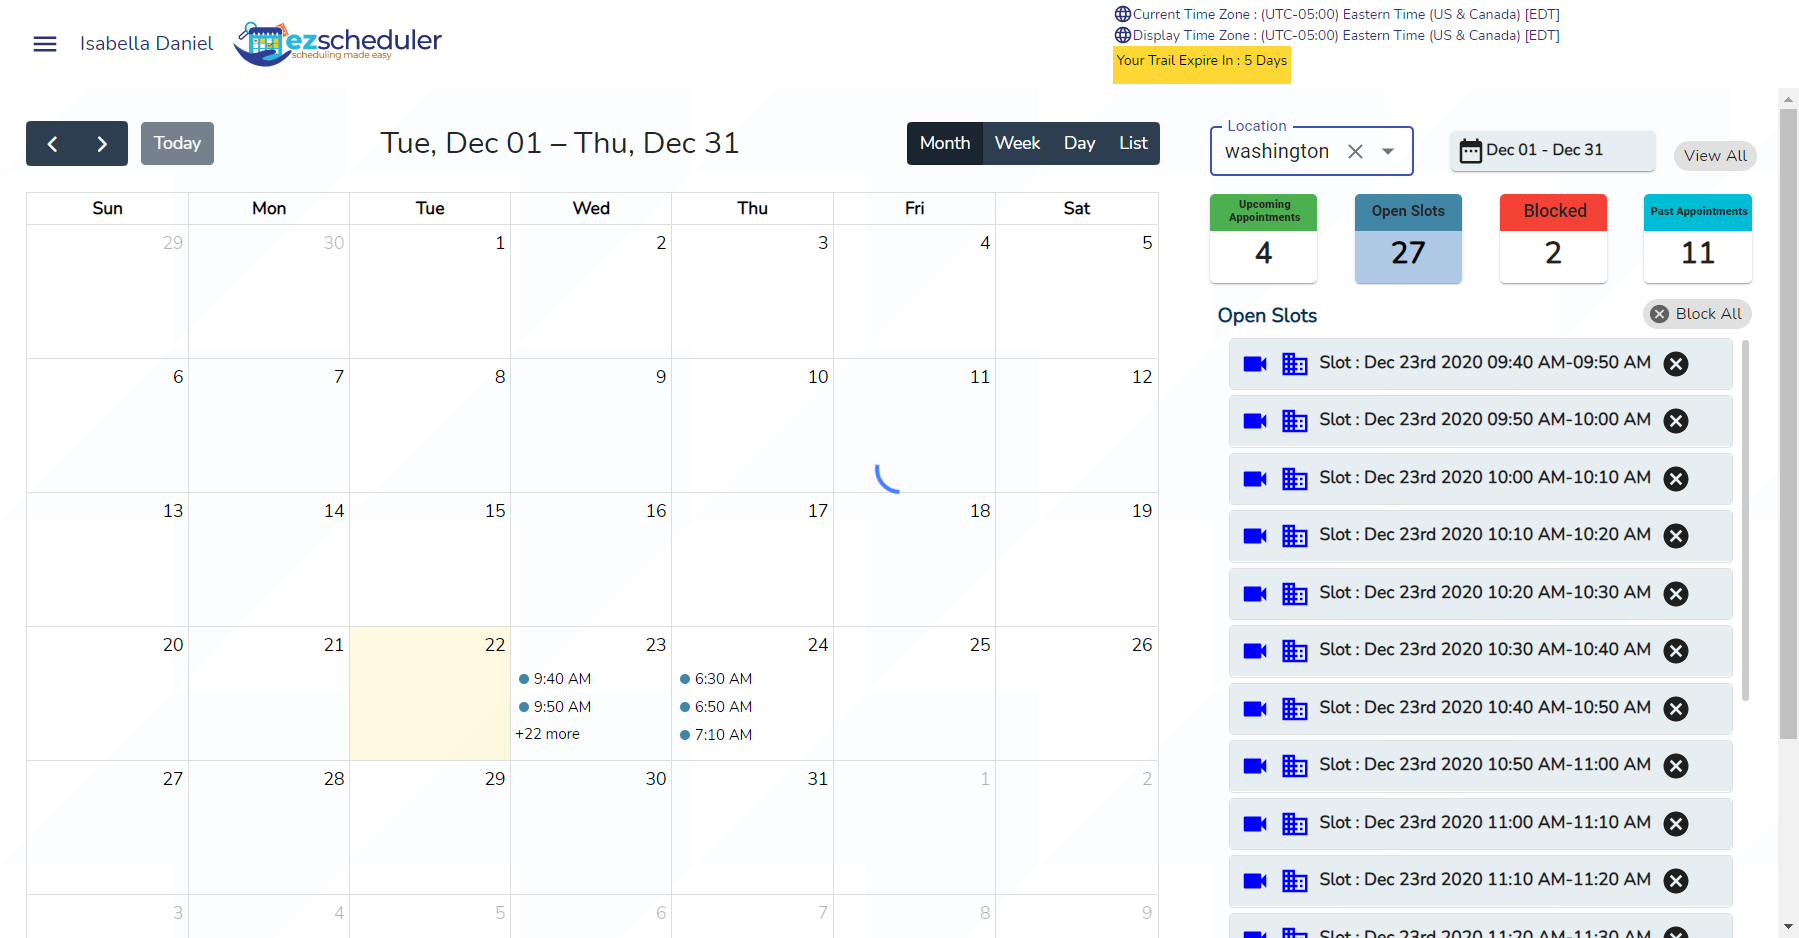 Isabella Daniel
ezscheduler
scheduling made easy
Current Time Zone : (UTC-05:00) Eastern Time (US & Canada) [EDT]
Display Time Zone : (UTC-05:00) Eastern Time (US & Canada) [EDT]
Your Trail Expire In : 5 Days
Today
Tue, Dec 01 – Thu, Dec 31
Month Week Day List
Sun Mon Tue Wed Thu Fri Sat
29 30 1 2 3 4 5
6 7 8 9 10 11 12
13 14 15 16 17 18 19
20 21 22 23 24 25 26
9:40 AM 6:30 AM
9:50 AM 6:50 AM
+22 more 7:10 AM
27 28 29 30 31 1 2
3 4 5 6 7 8 9
Location
washington
Dec 01 - Dec 31
View All
Upcoming
Appointments
4
Open Slots
27
Blocked
2
Past Appointments
11
Open Slots
Block All
Slot : Dec 23rd 2020 09:40 AM-09:50 AM
Slot : Dec 23rd 2020 09:50 AM-10:00 AM
Slot : Dec 23rd 2020 10:00 AM-10:10 AM
Slot : Dec 23rd 2020 10:10 AM-10:20 AM
Slot : Dec 23rd 2020 10:20 AM-10:30 AM
Slot : Dec 23rd 2020 10:30 AM-10:40 AM
Slot : Dec 23rd 2020 10:40 AM-10:50 AM
Slot : Dec 23rd 2020 10:50 AM-11:00 AM
Slot : Dec 23rd 2020 11:00 AM-11:10 AM
Slot : Dec 23rd 2020 11:10 AM-11:20 AM
Slot : Dec 23rd 2020 11:20 AM-11:30 AM